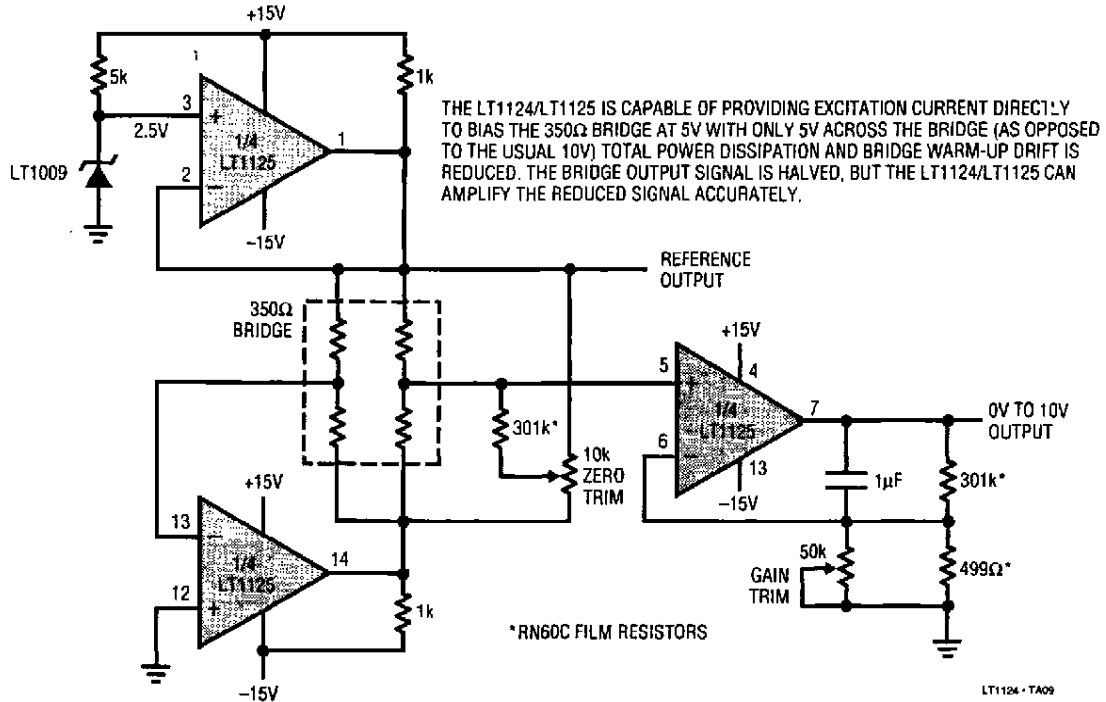 +15V
1
5k
1k
3
+
2.5V
1/4
LT1125
1
LT1009
2
−
−15V
THE LT1124/LT1125 IS CAPABLE OF PROVIDING EXCITATION CURRENT DIRECTLY
TO BIAS THE 350Ω BRIDGE AT 5V WITH ONLY 5V ACROSS THE BRIDGE (AS OPPOSED
TO THE USUAL 10V) TOTAL POWER DISSIPATION AND BRIDGE WARM-UP DRIFT IS
REDUCED. THE BRIDGE OUTPUT SIGNAL IS HALVED, BUT THE LT1124/LT1125 CAN
AMPLIFY THE REDUCED SIGNAL ACCURATELY.
REFERENCE
OUTPUT
350Ω
BRIDGE
+15V
5
4
+
1/4
LT1125
7
6
−
13
−15V
0V TO 10V
OUTPUT
301k*
10k
ZERO
TRIM
1µF
301k*
+15V
13
−
1/4
LT1125
14
12
+
1k
−15V
50k
GAIN
TRIM
499Ω*
*RN60C FILM RESISTORS
LT1124 • TA09